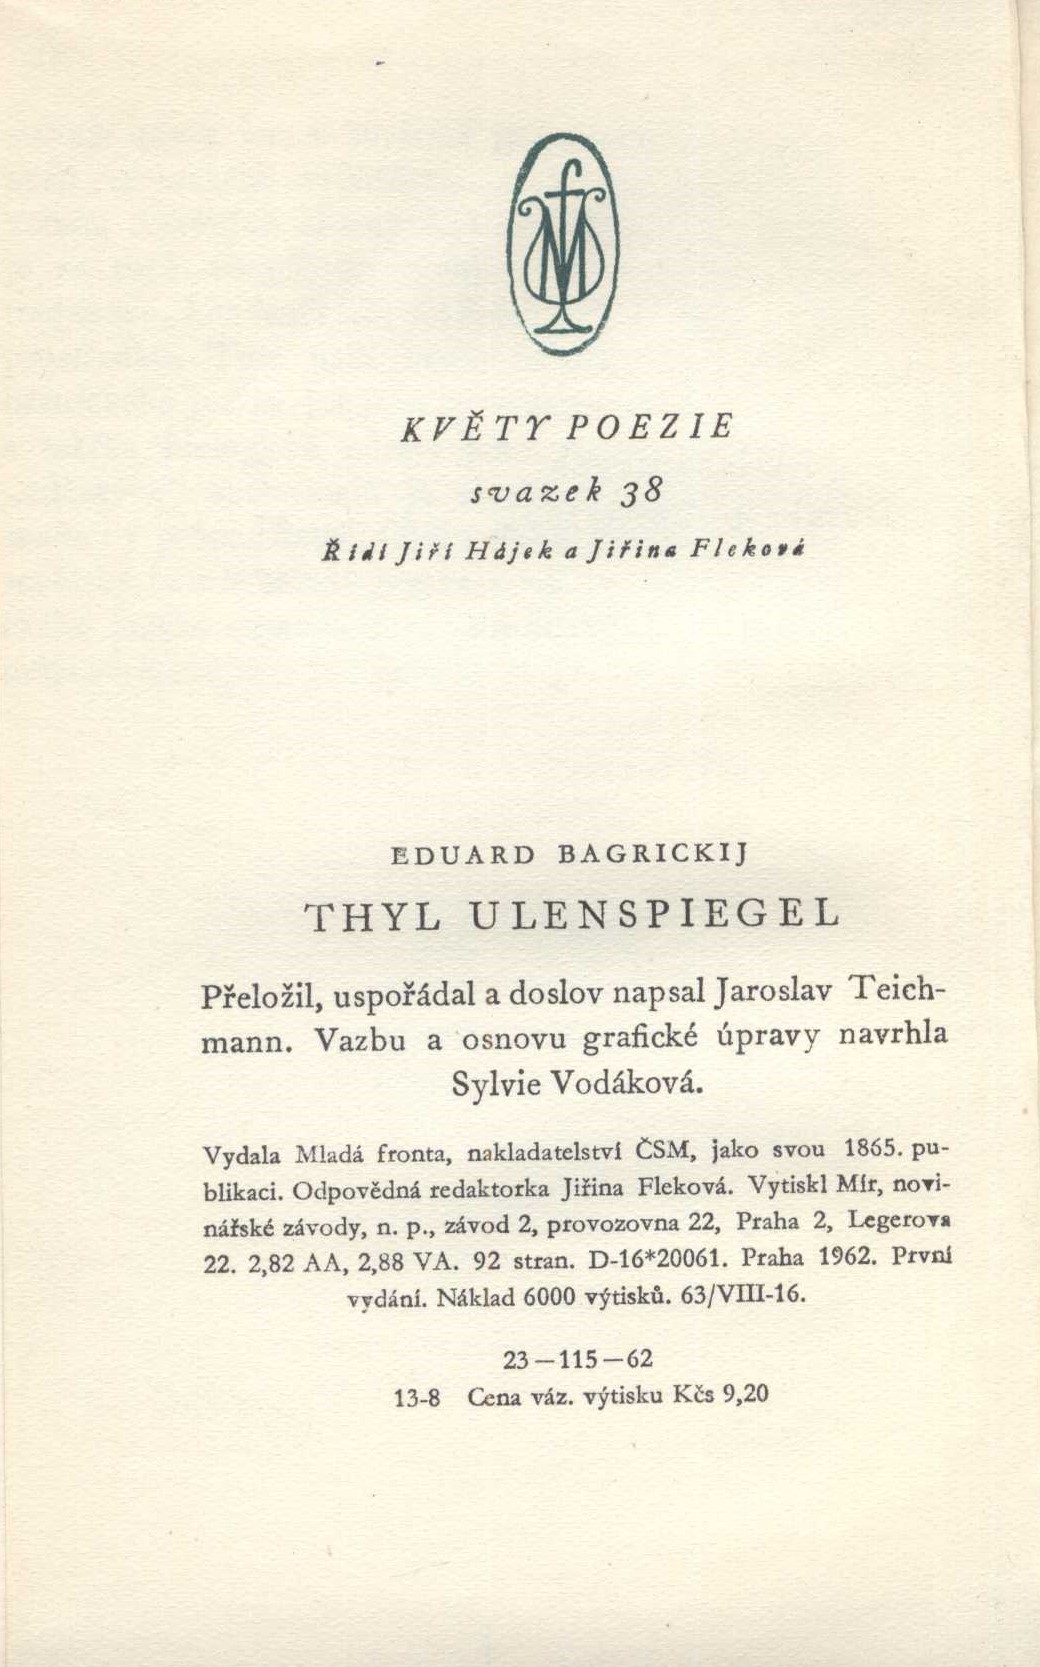 KVĚTY POEZIE
svazek 38
Řídí Jiří Hájek a Jiřina Fleková
EDUARD BAGRICKIJ
THYL ULENSPIEGEL
Přeložil, uspořádal a doslov napsal Jaroslav Teich-
mann. Vazbu a osnovu grafické úpravy navrhla
Sylvie Vodáková.
Vydala Mladá fronta, nakladatelství ČSM, jako svou 1865. pu-
blikaci. Odpovědná redaktorka Jiřina Fleková. Vytiskl Mír, novi-
nářské závody, n. p., závod 2, provozovna 22, Praha 2, Legerova
22. 2,82 AA, 2,88 VA. 92 stran. D-16*20061. Praha 1962. První
vydání. Náklad 6000 výtisků. 63/VIII-16.
23—115—62
13-8 Cena váz. výtisku Kčs 9,20